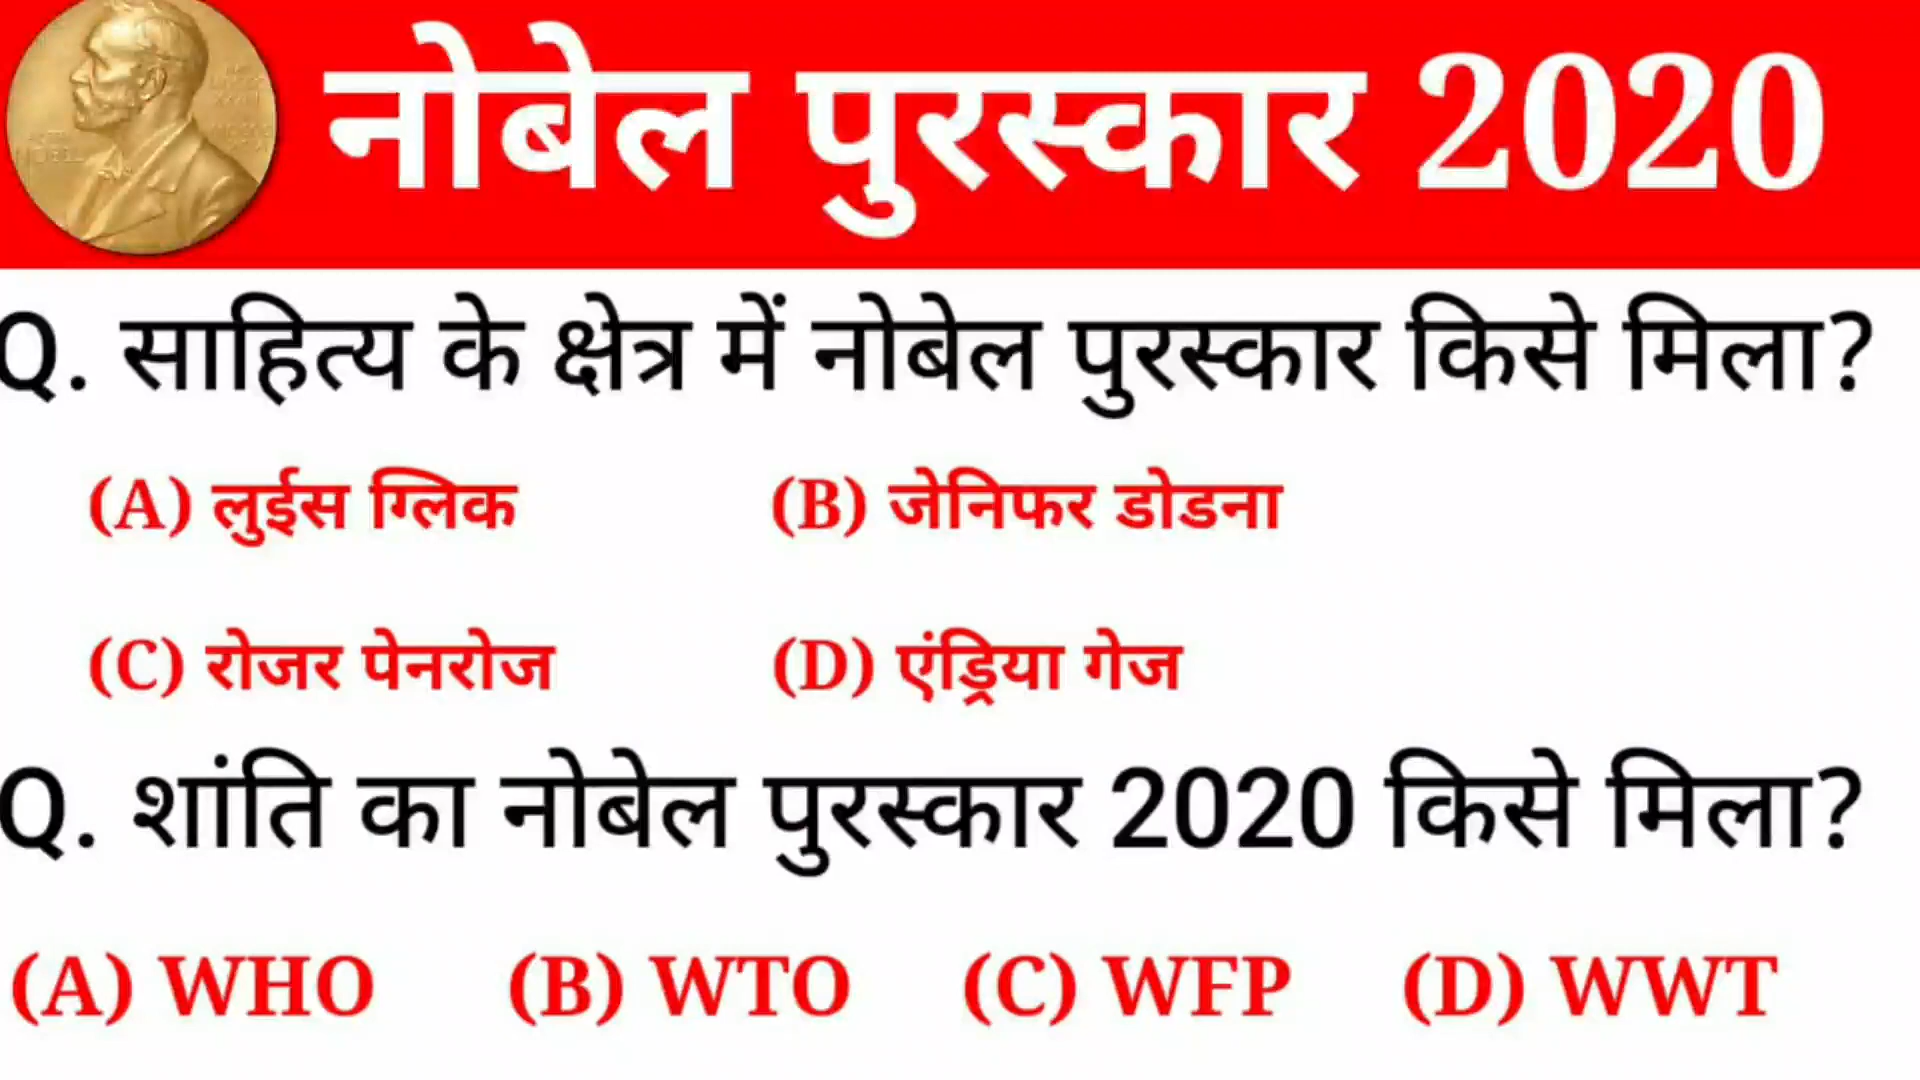 नोबेल पुरस्कार 2020
Q. साहित्य के क्षेत्र में नोबेल पुरस्कार किसे मिला?
(A) लुईस ग्लिक (B) जेनिफर डोडना
(C) रोजर पेनरोज (D) एंड्रिया गेज
Q. शांति का नोबेल पुरस्कार 2020 किसे मिला?
(A) WHO (B) WTO (C) WFP (D) WWT